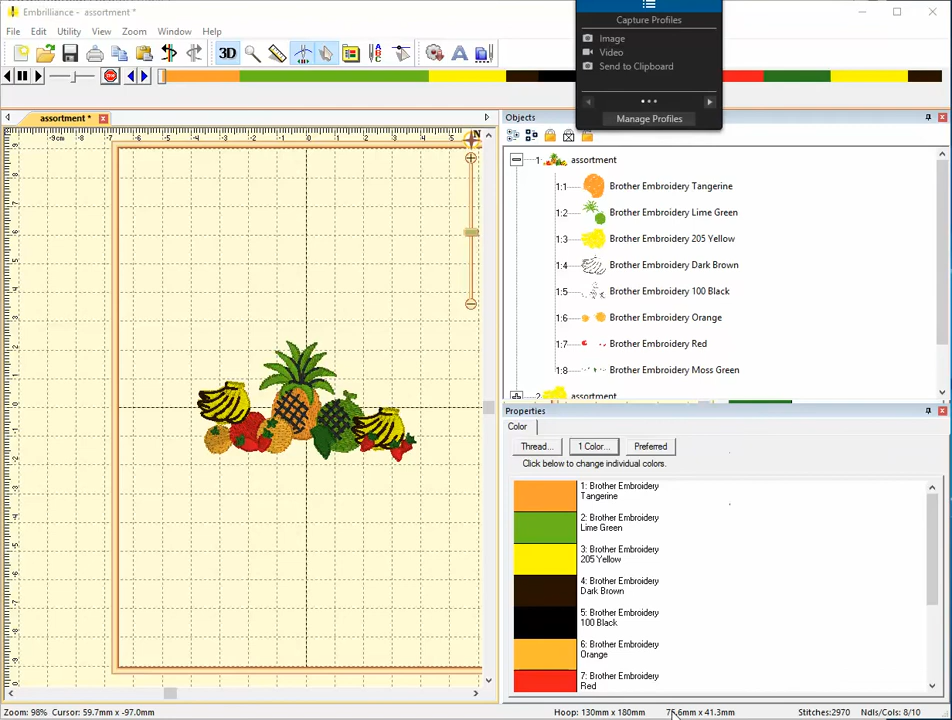 Embrilliance - assortment *
File Edit Utility View Zoom Window Help
3D
Capture Profiles
Image
Video
Send to Clipboard
Manage Profiles
assortment *
Objects
1: assortment
1:1 Brother Embroidery Tangerine
1:2 Brother Embroidery Lime Green
1:3 Brother Embroidery 205 Yellow
1:4 Brother Embroidery Dark Brown
1:5 Brother Embroidery 100 Black
1:6 Brother Embroidery Orange
1:7 Brother Embroidery Red
1:8 Brother Embroidery Moss Green
2 assortment
Properties
Color
Thread... 1 Color... Preferred
Click below to change individual colors.
1: Brother Embroidery
Tangerine
2: Brother Embroidery
Lime Green
3: Brother Embroidery
205 Yellow
4: Brother Embroidery
Dark Brown
5: Brother Embroidery
100 Black
6: Brother Embroidery
Orange
7: Brother Embroidery
Red
Zoom: 98% Cursor: 59.7mm x -97.0mm Hoop: 130mm x 180mm 75.6mm x 41.3mm Stitches:2970 Ndls/Cols: 8/10